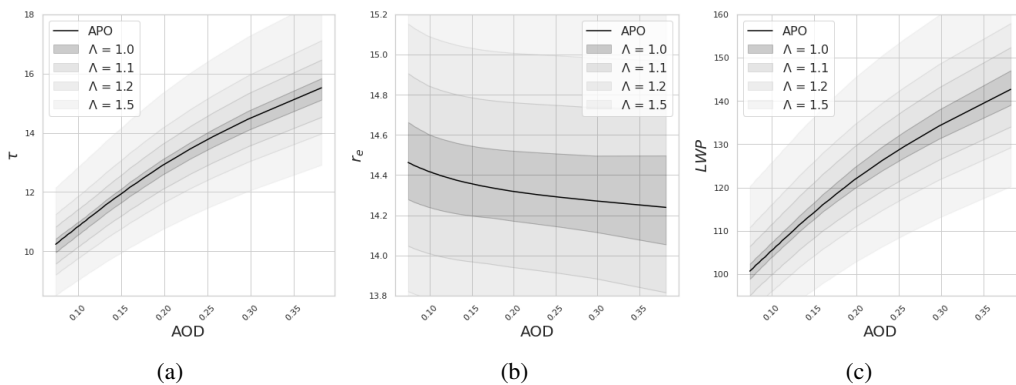 18
16
14
12
10
τ
APO
Λ = 1.0
Λ = 1.1
Λ = 1.2
Λ = 1.5
0.10 0.15 0.20 0.25 0.30 0.35
AOD
(a)
15.2
15.0
14.8
14.6
14.4
14.2
14.0
13.8
r_e
APO
Λ = 1.0
Λ = 1.1
Λ = 1.2
Λ = 1.5
0.10 0.15 0.20 0.25 0.30 0.35
AOD
(b)
160
150
140
130
120
110
100
LWP
APO
Λ = 1.0
Λ = 1.1
Λ = 1.2
Λ = 1.5
0.10 0.15 0.20 0.25 0.30 0.35
AOD
(c)